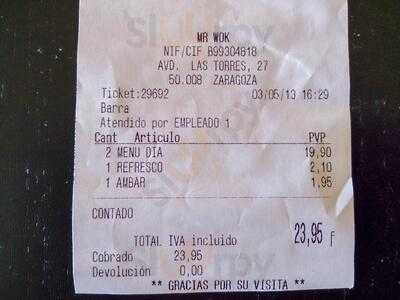 MR WOK
NIF/CIF B99304818
AVD. LAS TORRES, 27
50.008 ZARAGOZA
Ticket:29692 03/05/13 16:29
Barra
Atendido por EMPLEADO 1
Cant Articulo PVP
2 MENU DIA 19,90
1 REFRESCO 2,10
1 AMBAR 1,95
CONTADO
TOTAL IVA incluido 23,95 F
Cobrado 23,95
Devolución 0,00
** GRACIAS POR SU VISITA **